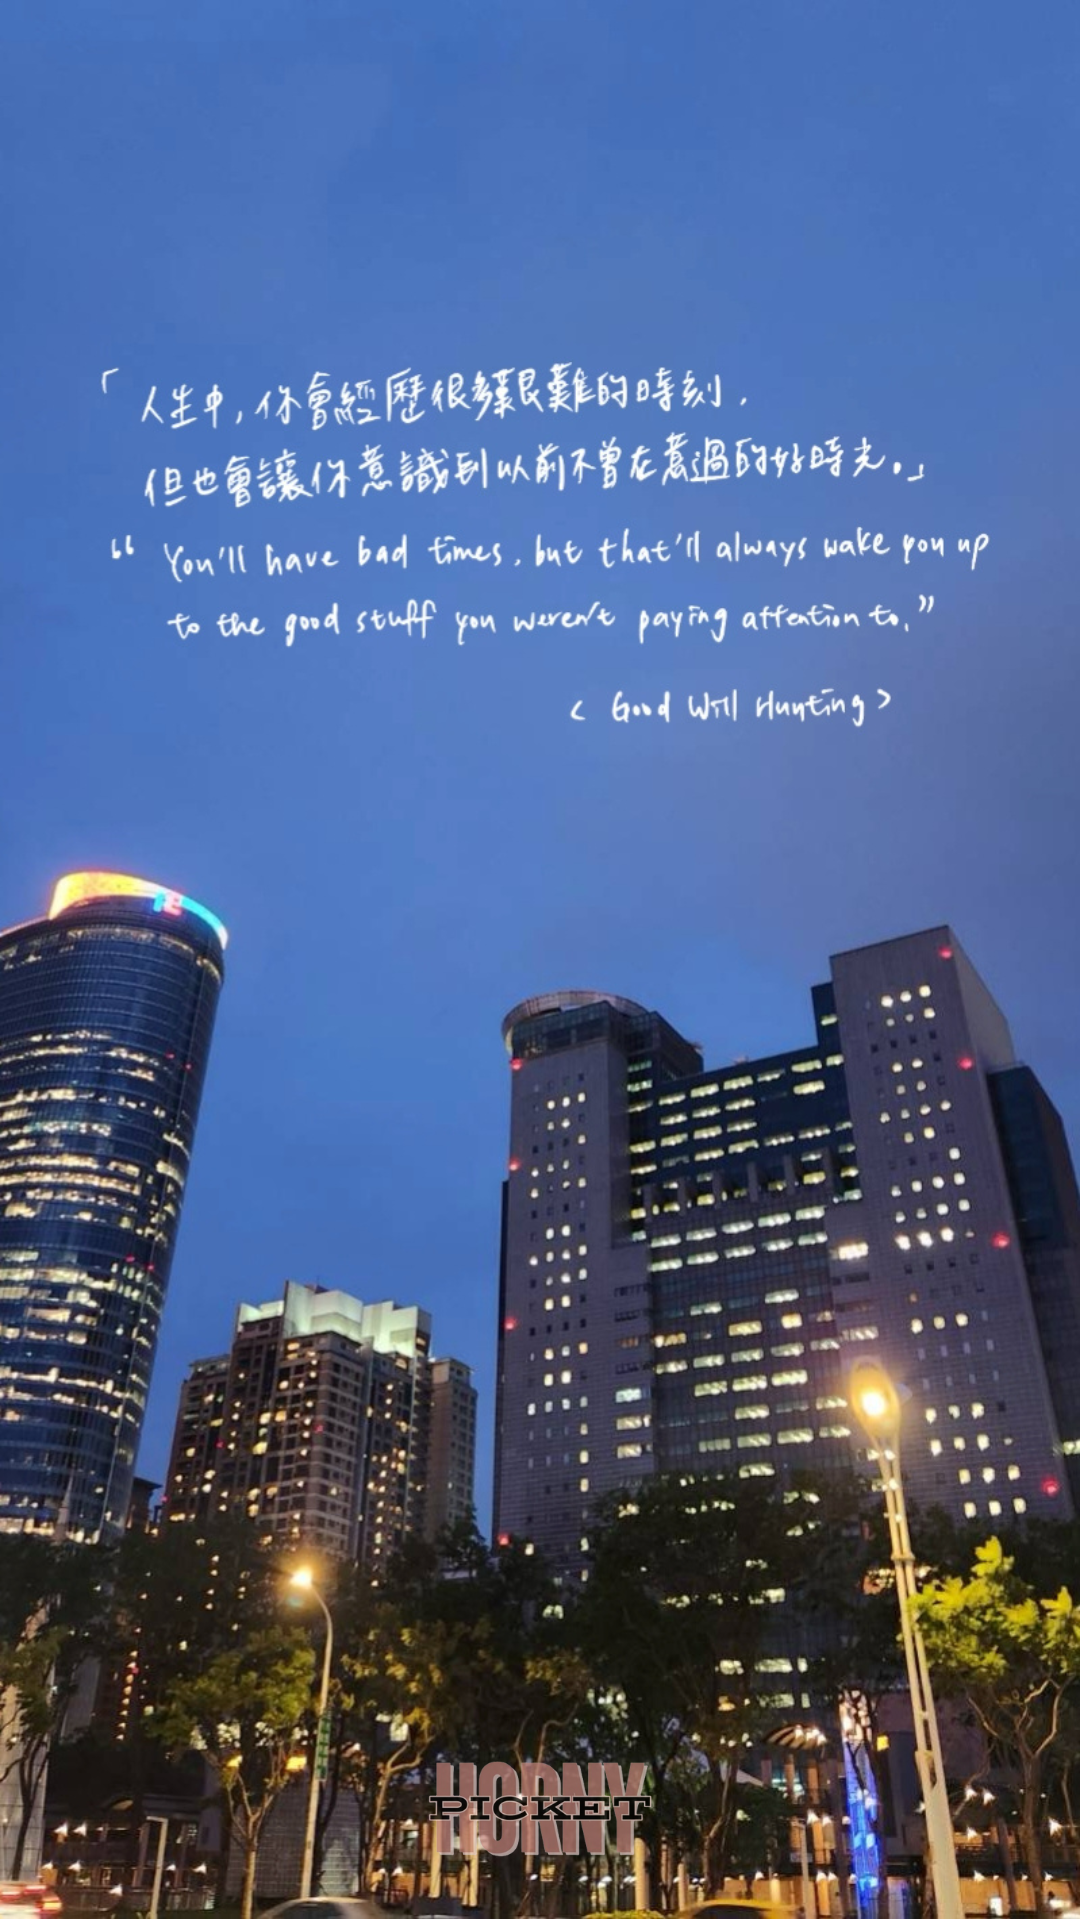 「人生中，你會經歷很多艱難的時刻，
但也會讓你意識到以前不曾在意過的好時光。」
“You'll have bad times, but that'll always wake you up
to the good stuff you weren't paying attention to.”
< Good Will Hunting >
HORNY
PICKET
HORNY